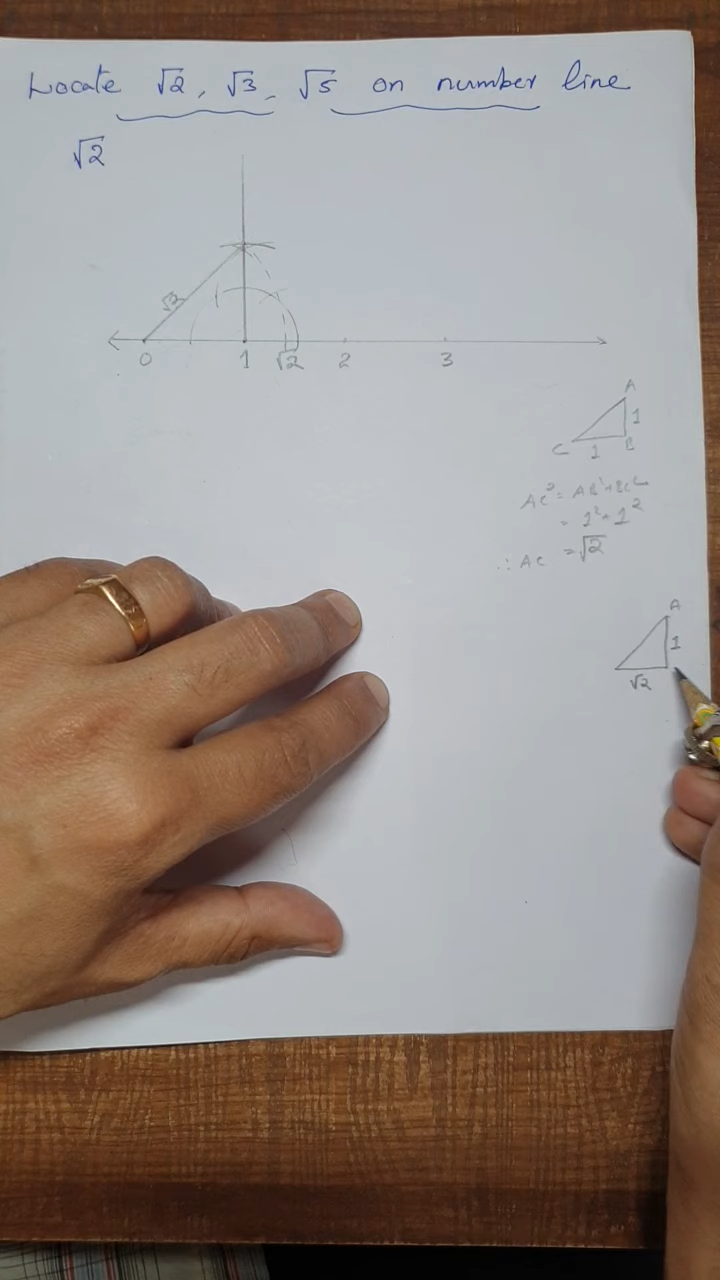 Locate √2, √3, √5 on number line
√2
√2
0 1 √2 2 3
A
1
C 1 B
AC² = AB² + BC²
= 1² + 1²
∴ AC = √2
A
1
√2